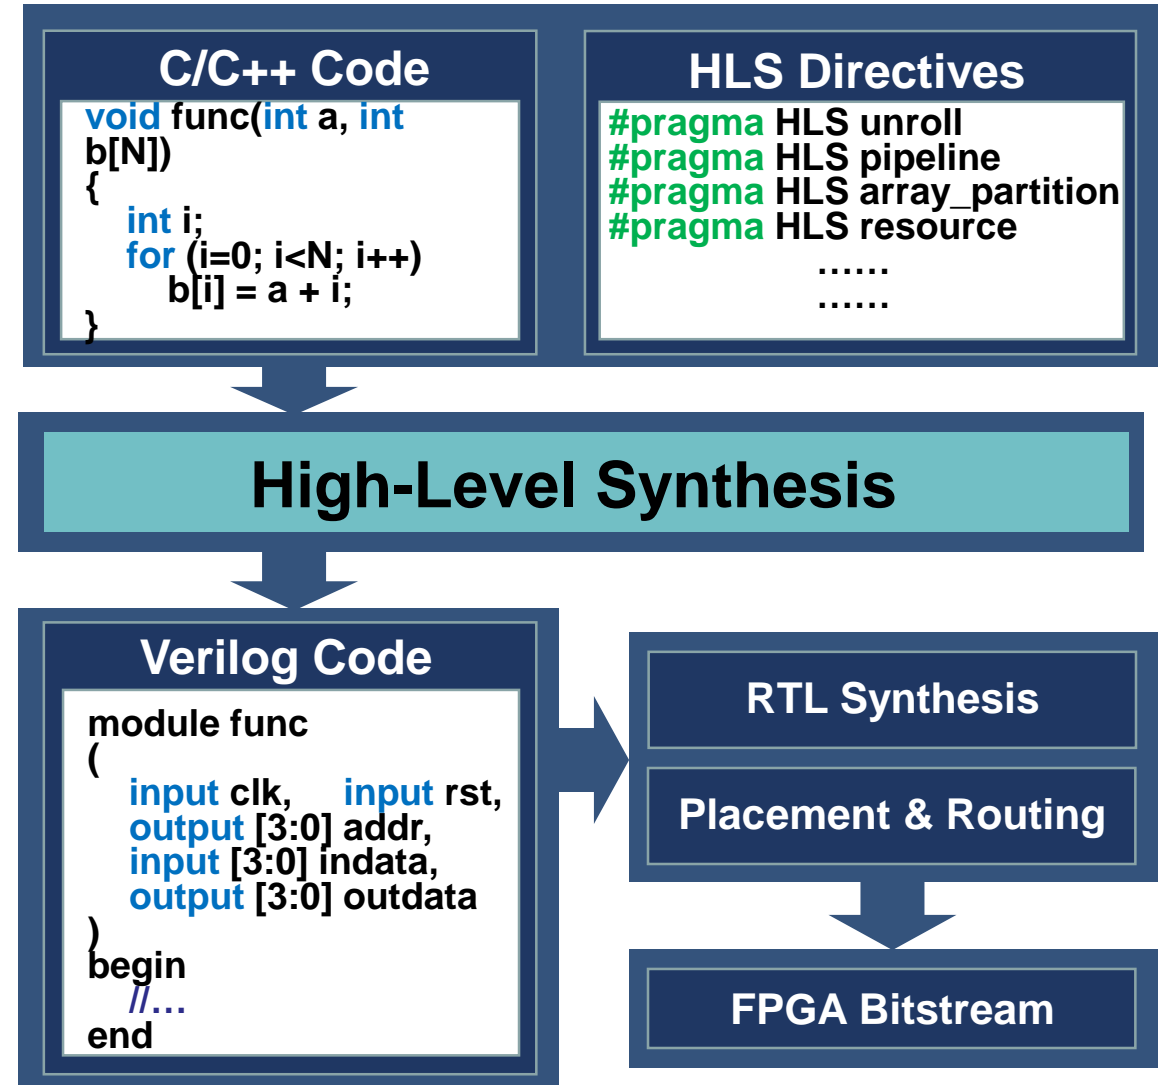 C/C++ Code
void func(int a, int
b[N])
{
int i;
for (i=0; i<N; i++)
b[i] = a + i;
}
HLS Directives
#pragma HLS unroll
#pragma HLS pipeline
#pragma HLS array_partition
#pragma HLS resource
......
......
High-Level Synthesis
Verilog Code
module func
(
input clk, input rst,
output [3:0] addr,
input [3:0] indata,
output [3:0] outdata
)
begin
//…
end
RTL Synthesis
Placement & Routing
FPGA Bitstream